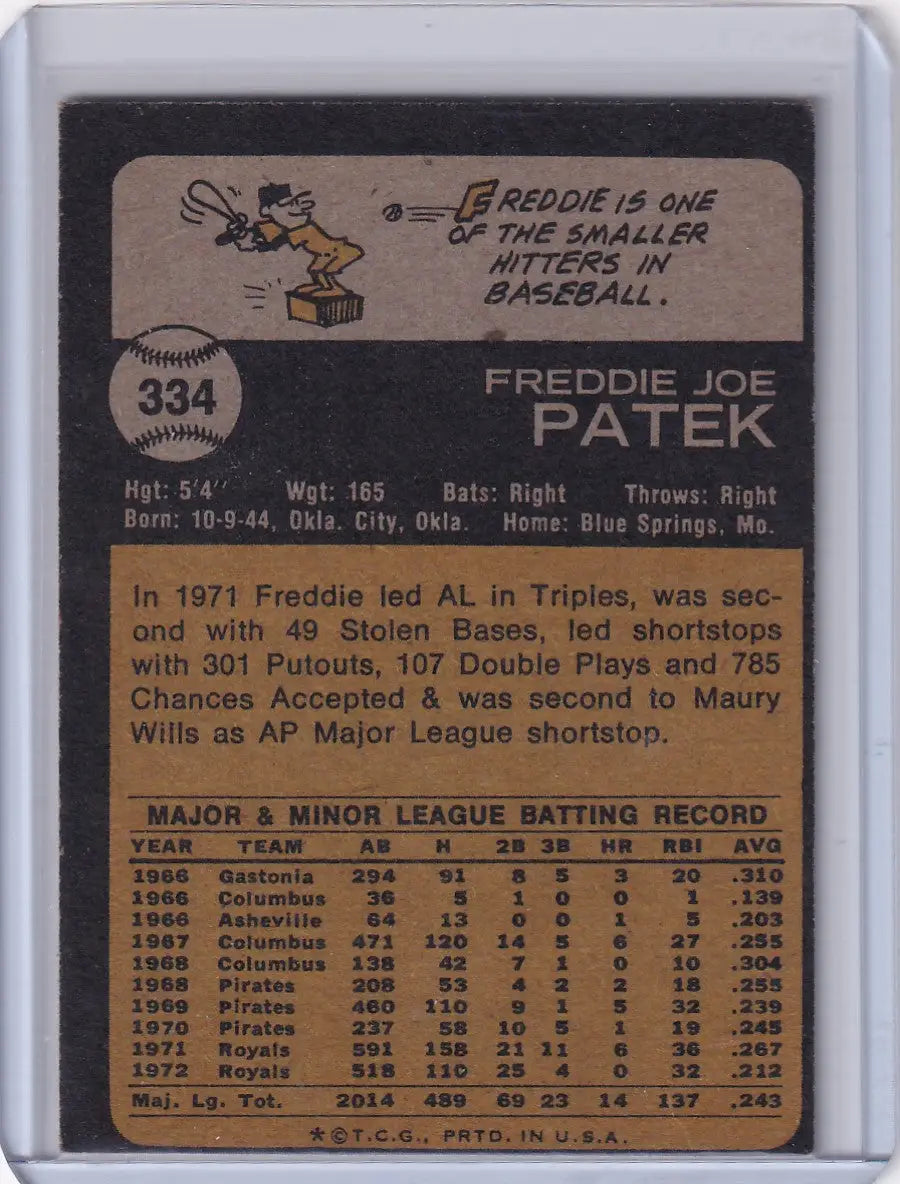 FREDDIE IS ONE
OF THE SMALLER
HITTERS IN
BASEBALL.
334
FREDDIE JOE
PATEK
Hgt: 5'4" Wgt: 165 Bats: Right Throws: Right
Born: 10-9-44, Okla. City, Okla. Home: Blue Springs, Mo.
In 1971 Freddie led AL in Triples, was sec-
ond with 49 Stolen Bases, led shortstops
with 301 Putouts, 107 Double Plays and 785
Chances Accepted & was second to Maury
Wills as AP Major League shortstop.
MAJOR & MINOR LEAGUE BATTING RECORD
YEAR TEAM AB H 2B 3B HR RBI AVG
1966 Gastonia 294 91 8 5 3 20 .310
1966 Columbus 36 5 1 0 0 1 .139
1966 Asheville 64 13 0 0 1 5 .203
1967 Columbus 471 120 14 5 6 27 .255
1968 Columbus 138 42 7 1 0 10 .304
1968 Pirates 208 53 4 2 2 18 .255
1969 Pirates 460 110 9 1 5 32 .239
1970 Pirates 237 58 10 5 1 19 .245
1971 Royals 591 158 21 11 6 36 .267
1972 Royals 518 110 25 4 0 32 .212
Maj. Lg. Tot. 2014 489 69 23 14 137 .243
*©T.C.G., PRTD. IN U.S.A.